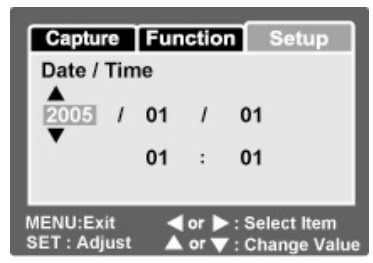 Capture Function Setup
Date / Time
▲
2005 / 01 / 01
▼
01 : 01
MENU:Exit ◀ or ▶ : Select Item
SET : Adjust ▲ or ▼ : Change Value